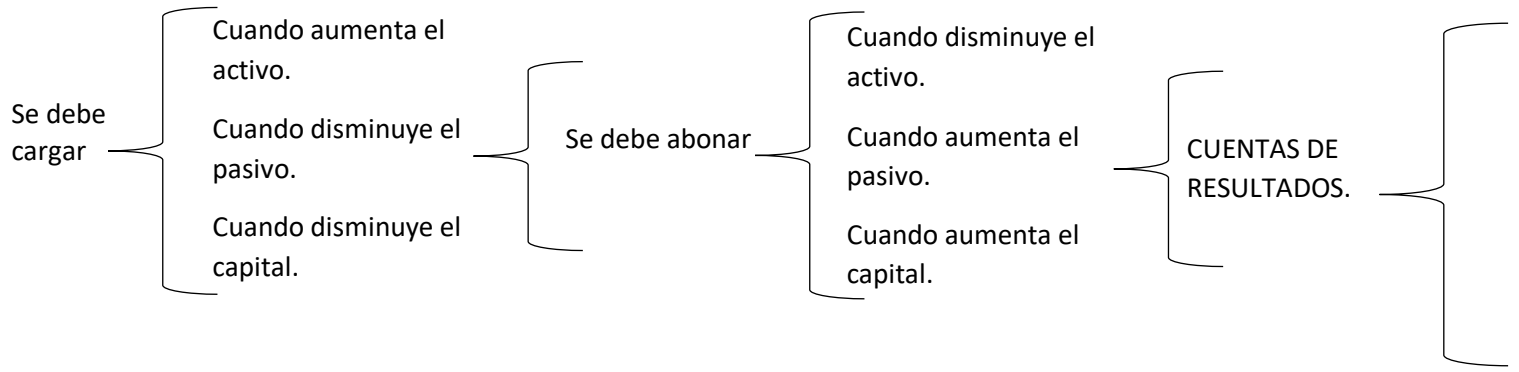 Se debe
cargar
Cuando aumenta el
activo.
Cuando disminuye el
pasivo.
Cuando disminuye el
capital.
Se debe abonar
Cuando disminuye el
activo.
Cuando aumenta el
pasivo.
Cuando aumenta el
capital.
CUENTAS DE
RESULTADOS.